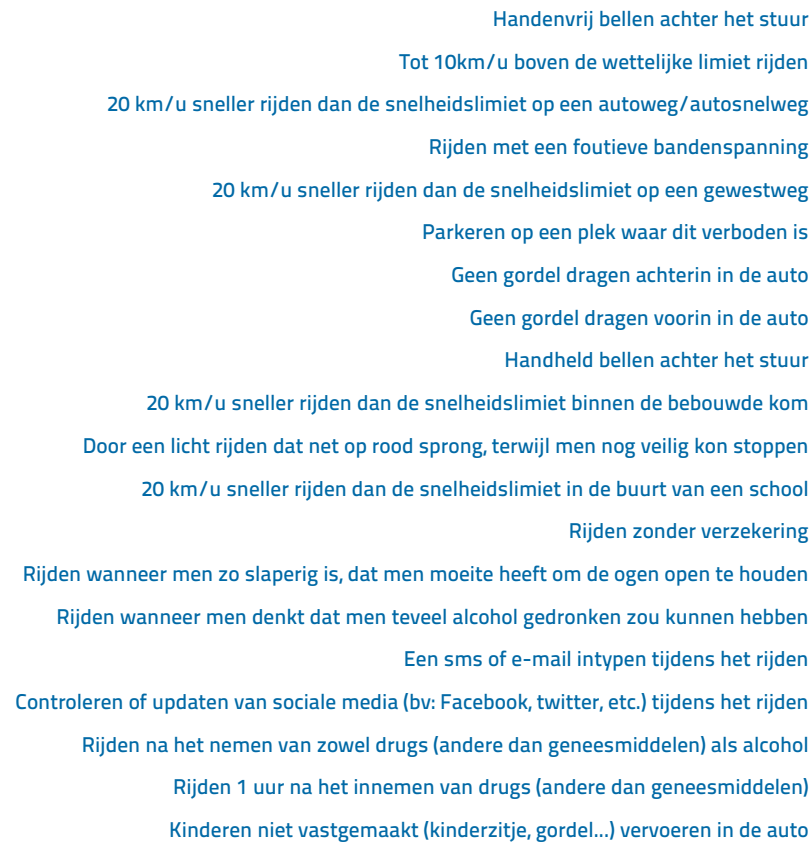 Handenvrij bellen achter het stuur
Tot 10km/u boven de wettelijke limiet rijden
20 km/u sneller rijden dan de snelheidslimiet op een autoweg/autosnelweg
Rijden met een foutieve bandenspanning
20 km/u sneller rijden dan de snelheidslimiet op een gewestweg
Parkeren op een plek waar dit verboden is
Geen gordel dragen achterin in de auto
Geen gordel dragen voorin in de auto
Handheld bellen achter het stuur
20 km/u sneller rijden dan de snelheidslimiet binnen de bebouwde kom
Door een licht rijden dat net op rood sprong, terwijl men nog veilig kon stoppen
20 km/u sneller rijden dan de snelheidslimiet in de buurt van een school
Rijden zonder verzekering
Rijden wanneer men zo slaperig is, dat men moeite heeft om de ogen open te houden
Rijden wanneer men denkt dat men teveel alcohol gedronken zou kunnen hebben
Een sms of e-mail intypen tijdens het rijden
Controleren of updaten van sociale media (bv: Facebook, twitter, etc.) tijdens het rijden
Rijden na het nemen van zowel drugs (andere dan geneesmiddelen) als alcohol
Rijden 1 uur na het innemen van drugs (andere dan geneesmiddelen)
Kinderen niet vastgemaakt (kinderzitje, gordel...) vervoeren in de auto